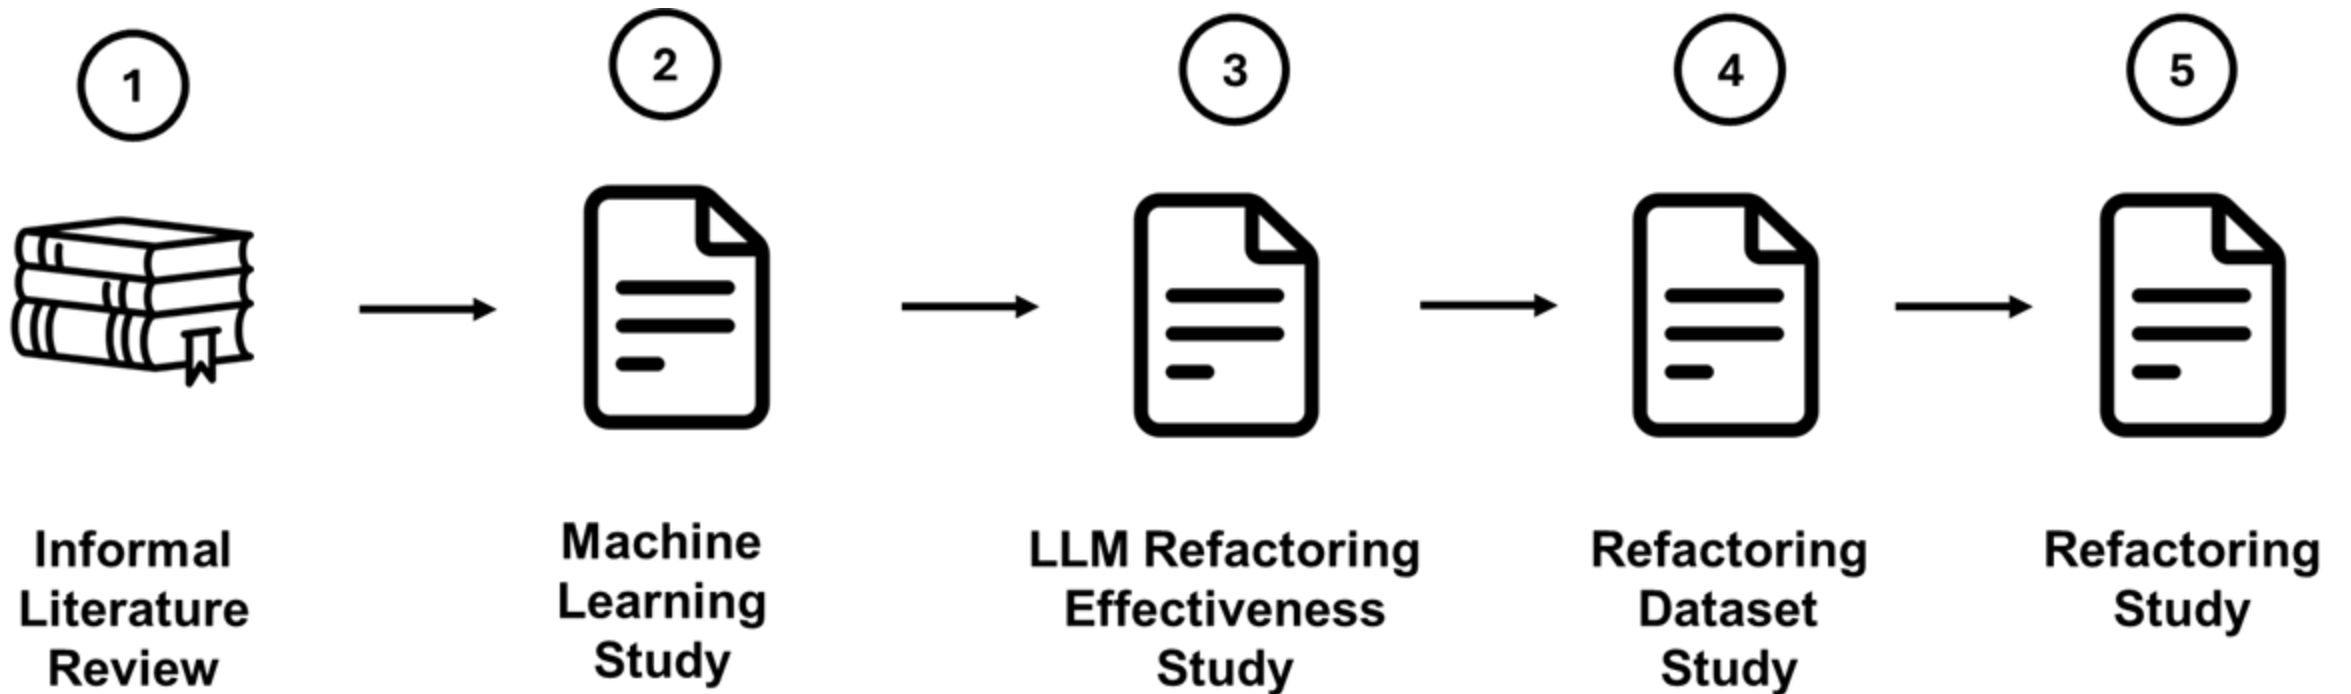 1
2
3
4
5
Informal
Literature
Review
Machine
Learning
Study
LLM Refactoring
Effectiveness
Study
Refactoring
Dataset
Study
Refactoring
Study